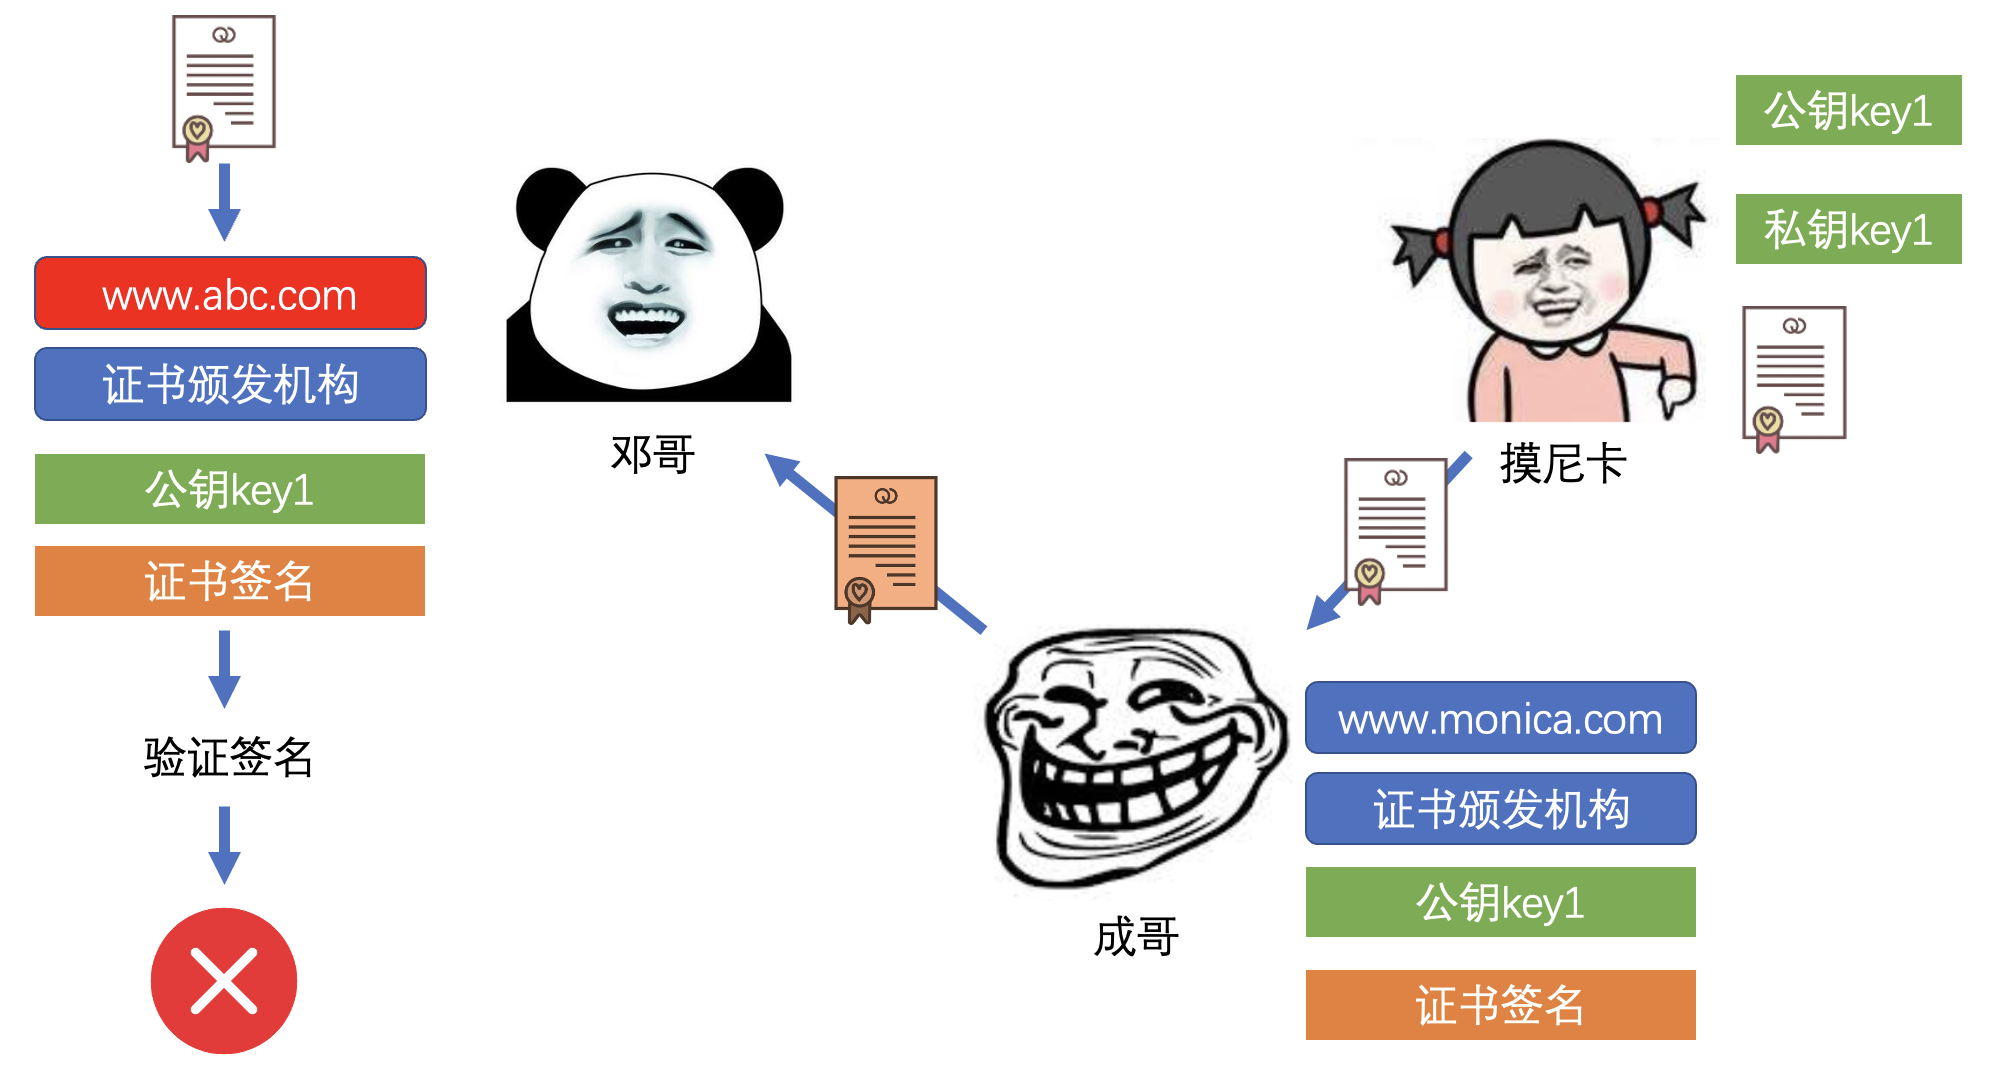 www.abc.com
证书颁发机构
公钥key1
证书签名
验证签名
邓哥
摸尼卡
公钥key1
私钥key1
成哥
www.monica.com
证书颁发机构
公钥key1
证书签名